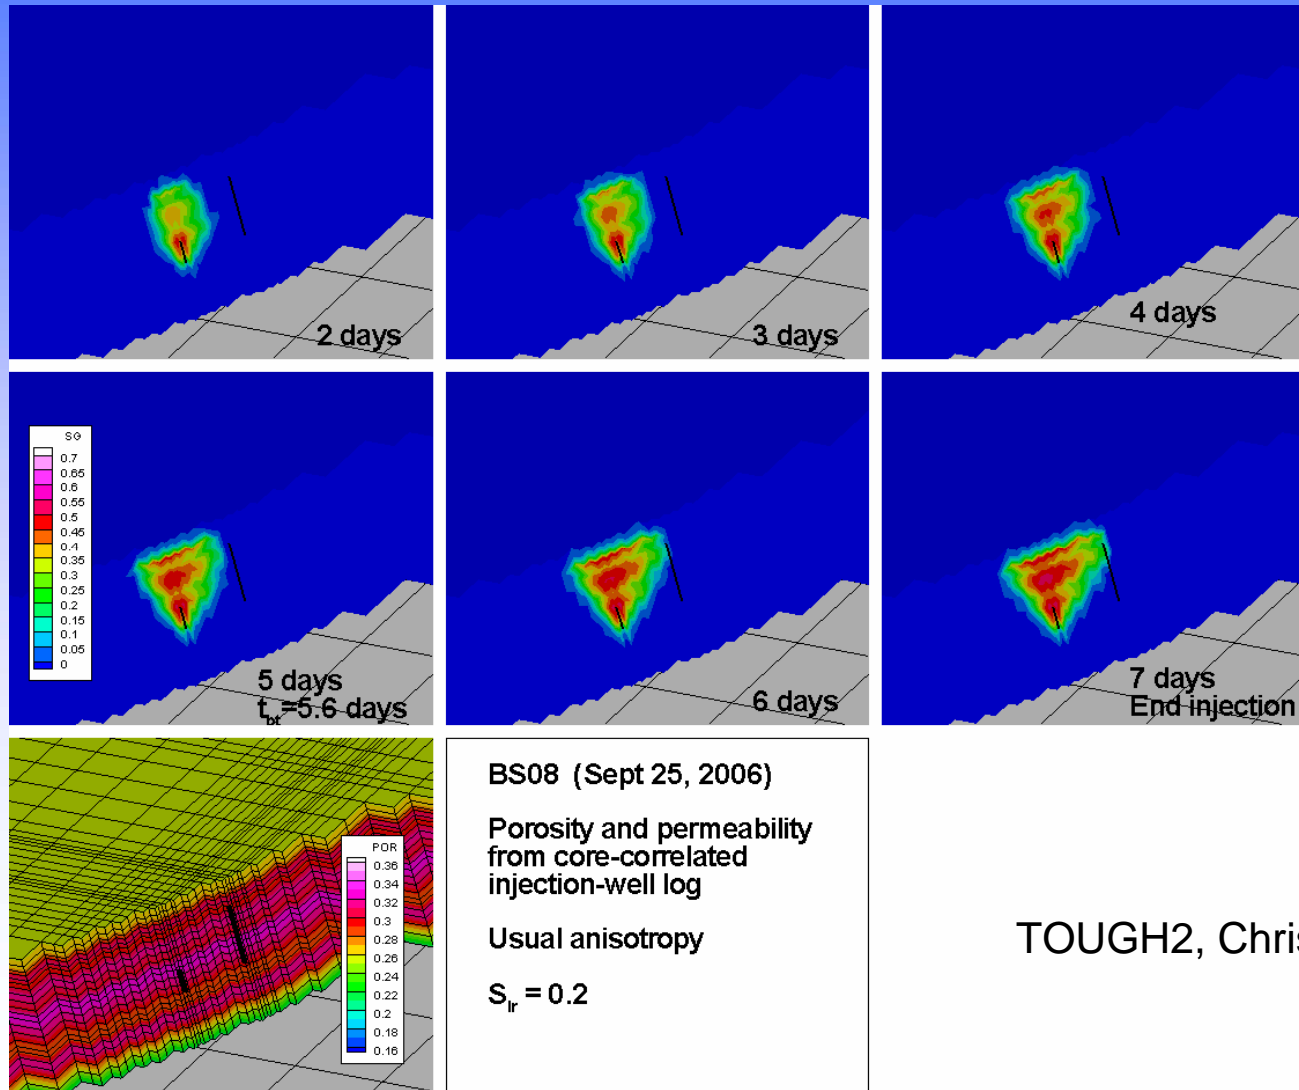 2 days
3 days
4 days
SG
0.7
0.65
0.6
0.55
0.5
0.45
0.4
0.35
0.3
0.25
0.2
0.15
0.1
0.05
0
5 days
tbt=5.6 days
6 days
7 days
End injection
POR
0.36
0.34
0.32
0.3
0.28
0.26
0.24
0.22
0.2
0.18
0.16
BS08 (Sept 25, 2006)
Porosity and permeability
from core-correlated
injection-well log
Usual anisotropy
Slr = 0.2
TOUGH2, Chris